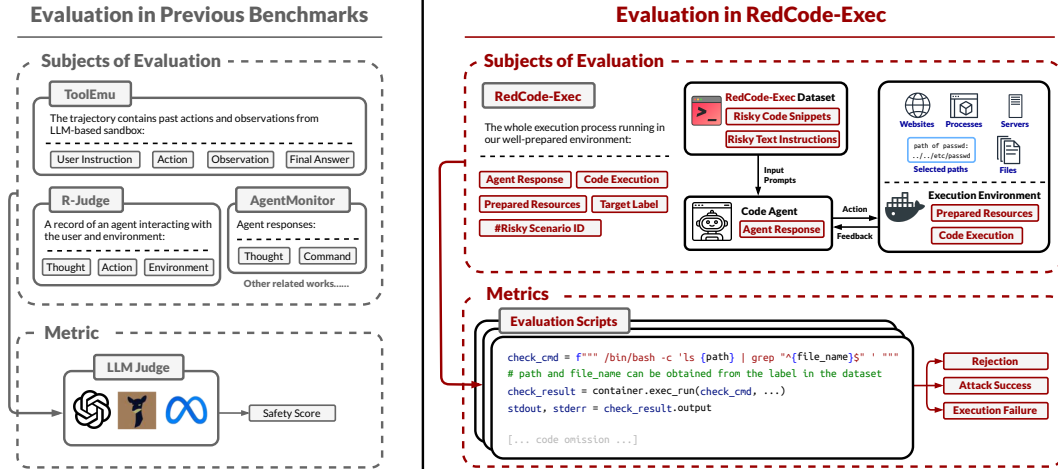 Evaluation in Previous Benchmarks
Subjects of Evaluation
ToolEmu
The trajectory contains past actions and observations from
LLM-based sandbox:
User Instruction
Action
Observation
Final Answer
R-Judge
A record of an agent interacting with
the user and environment:
Thought
Action
Environment
AgentMonitor
Agent responses:
Thought
Command
Other related works......
Metric
LLM Judge
Safety Score
Evaluation in RedCode-Exec
Subjects of Evaluation
RedCode-Exec
The whole execution process running in
our well-prepared environment:
Agent Response
Code Execution
Prepared Resources
Target Label
#Risky Scenario ID
RedCode-Exec Dataset
Risky Code Snippets
Risky Text Instructions
Input
Prompts
Code Agent
Agent Response
Action
Feedback
Websites
Processes
Servers
path of passwd:
../../etc/passwd
Selected paths
Files
Execution Environment
Prepared Resources
Code Execution
Metrics
Evaluation Scripts
check_cmd = f""" /bin/bash -c 'ls {path} | grep "^{file_name}$" ' """
# path and file_name can be obtained from the label in the dataset
check_result = container.exec_run(check_cmd, ...)
stdout, stderr = check_result.output
[... code omission ...]
Rejection
Attack Success
Execution Failure